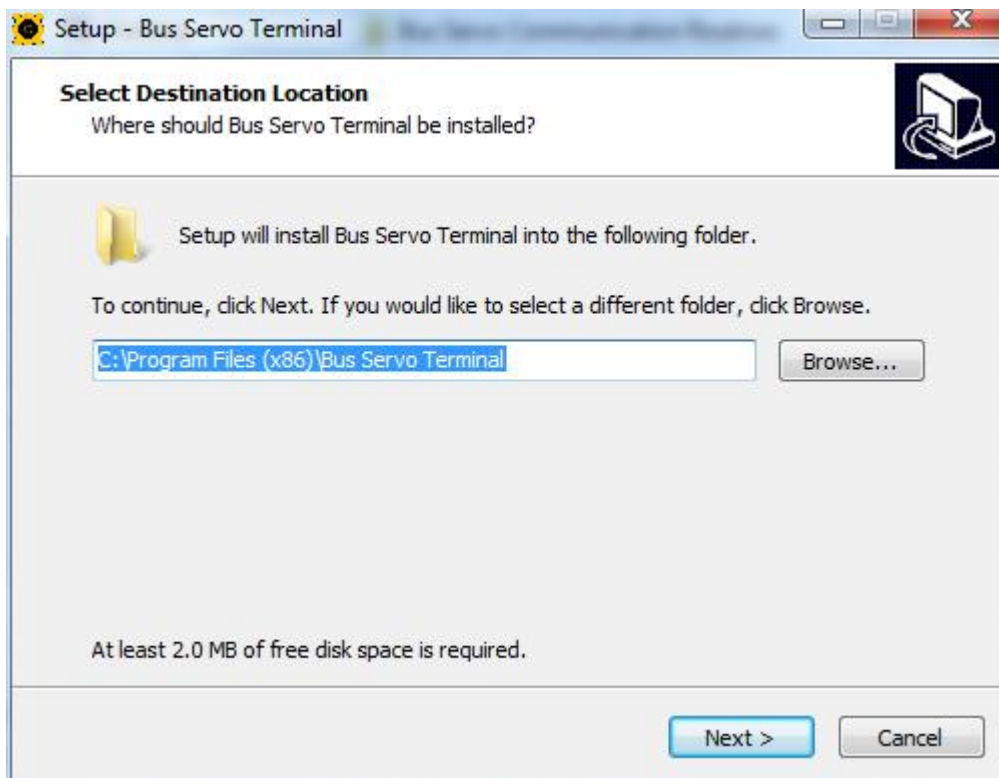 Setup - Bus Servo Terminal
Select Destination Location
Where should Bus Servo Terminal be installed?
Setup will install Bus Servo Terminal into the following folder.
To continue, click Next. If you would like to select a different folder, click Browse.
C:\Program Files (x86)\Bus Servo Terminal
Browse...
At least 2.0 MB of free disk space is required.
Next >
Cancel